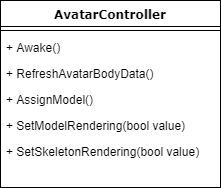 AvatarController
+ Awake()
+ RefreshAvatarBodyData()
+ AssignModel()
+ SetModelRendering(bool value)
+ SetSkeletonRendering(bool value)